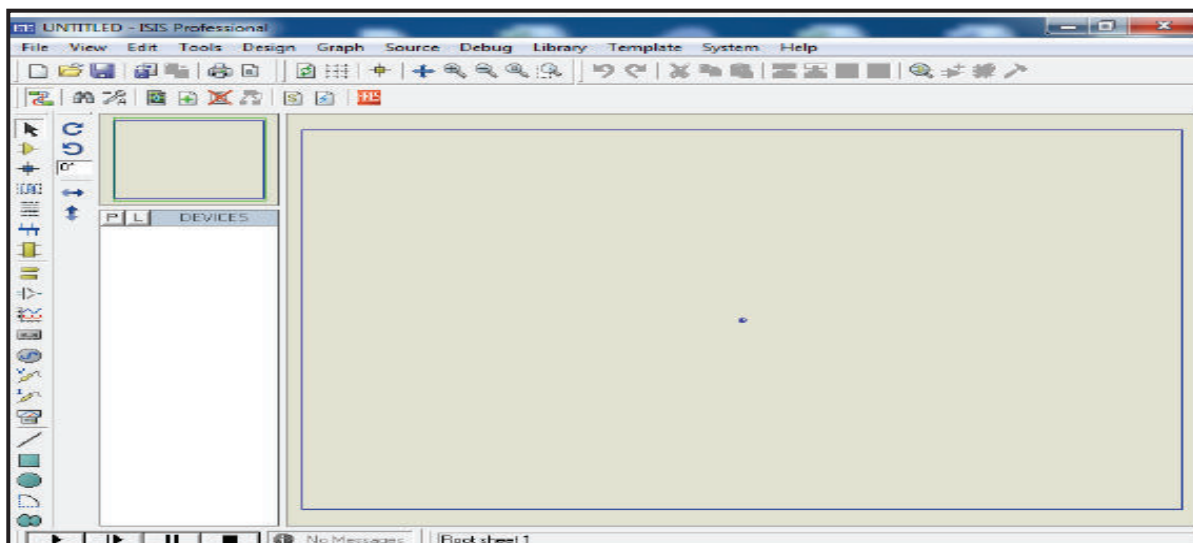 UNTITLED - ISIS Professional
File View Edit Tools Design Graph Source Debug Library Template System Help
0°
P L DEVICES
No Messages Root sheet 1